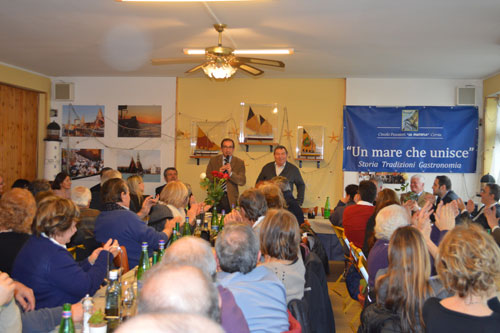 "Un mare che unisce"
Storia Tradizioni Gastronomia